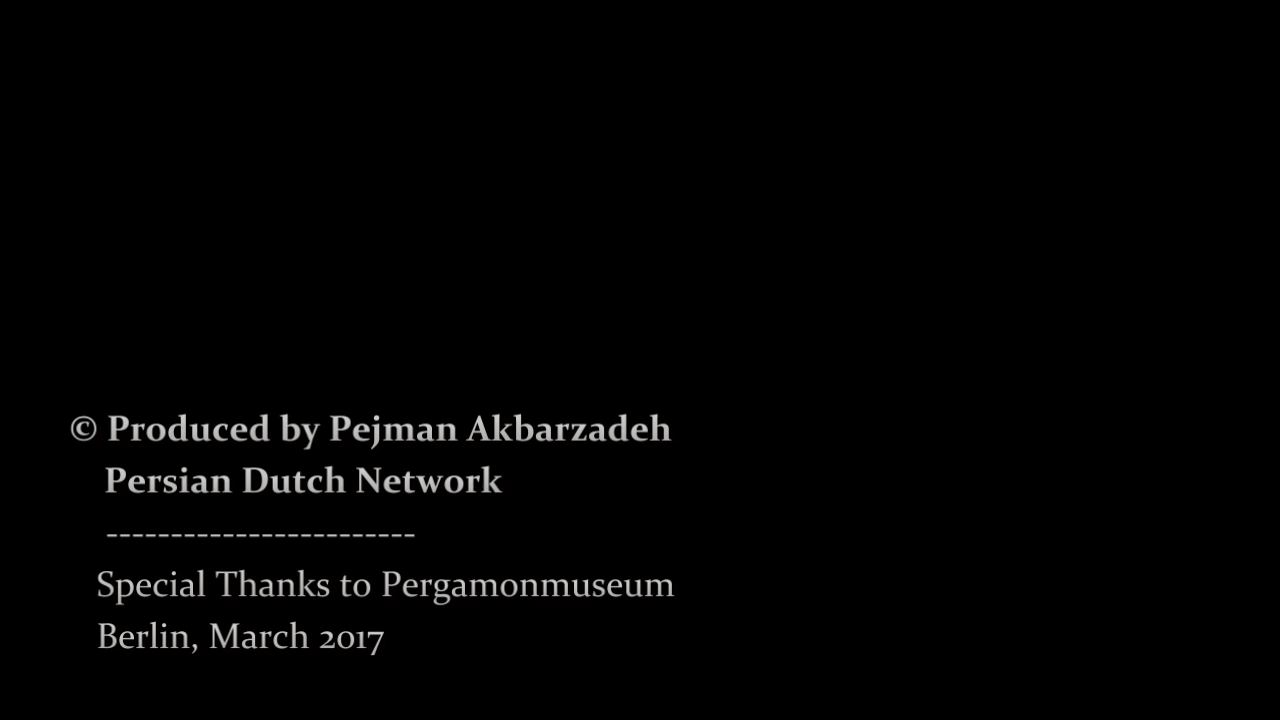 © Produced by Pejman Akbarzadeh
Persian Dutch Network
------------------------
Special Thanks to Pergamonmuseum
Berlin, March 2017